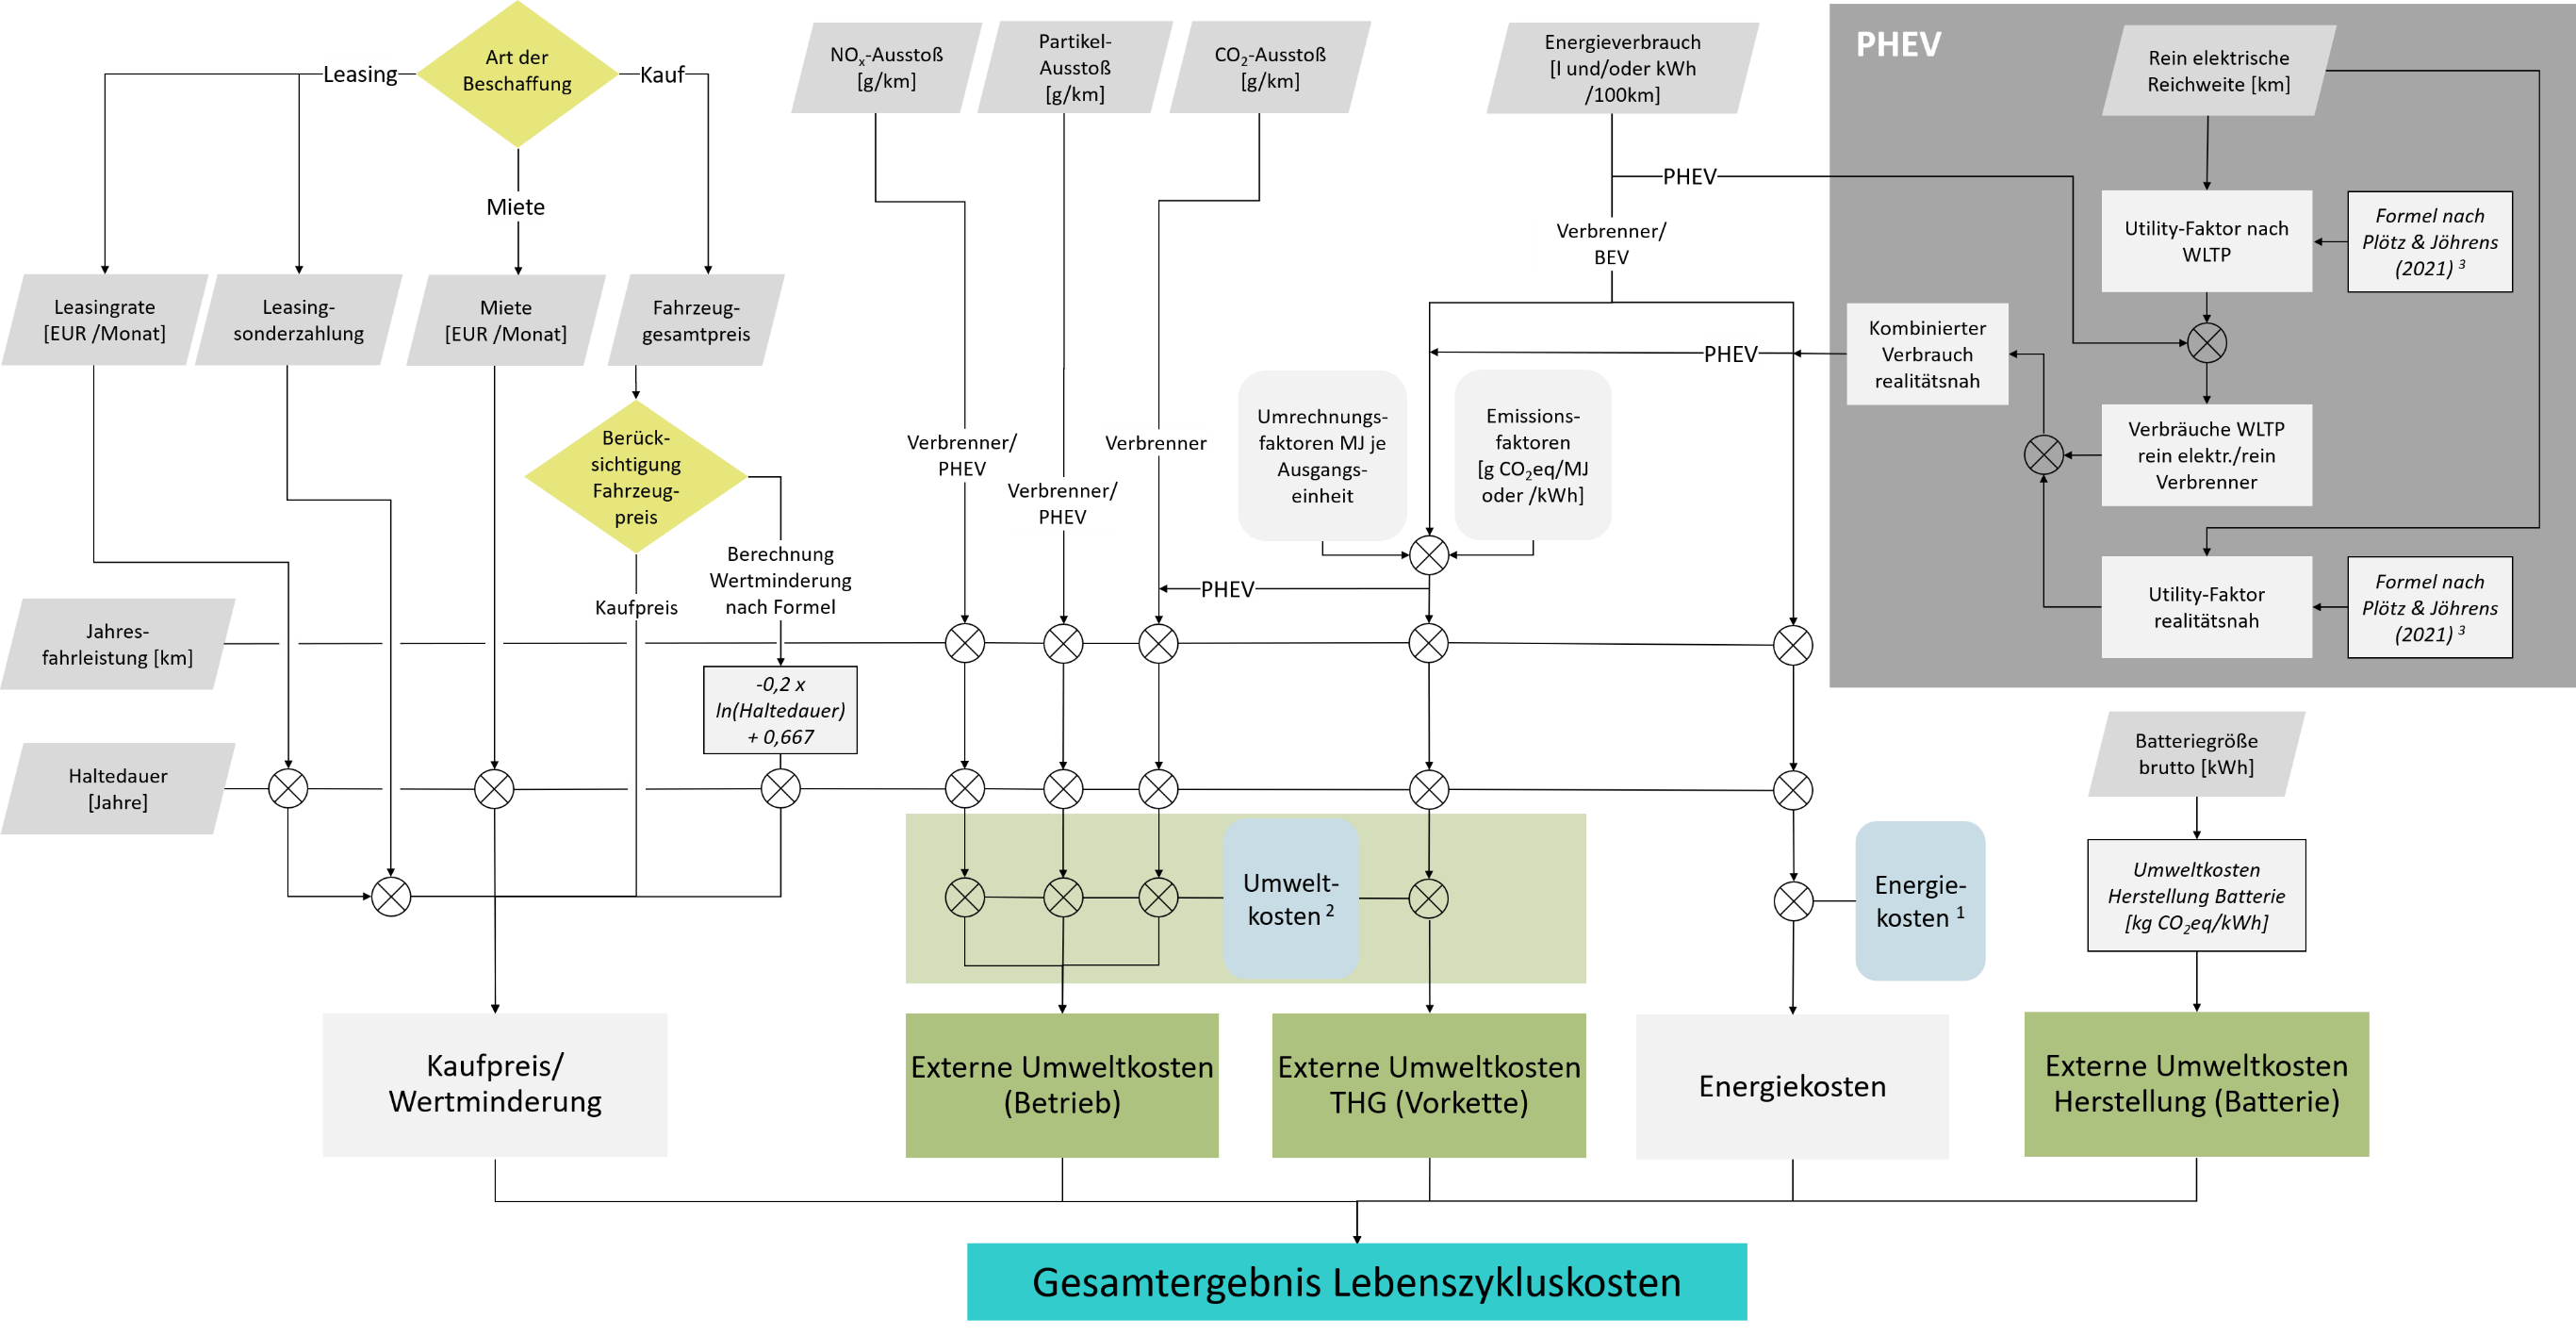 Art der
Beschaffung
Leasing
Kauf
Miete
NOx-Ausstoß
[g/km]
Partikel-
Ausstoß
[g/km]
CO2-Ausstoß
[g/km]
Energieverbrauch
[l und/oder kWh
/100km]
PHEV
Rein elektrische
Reichweite [km]
PHEV
Verbrenner/
BEV
Utility-Faktor nach
WLTP
Formel nach
Plötz & Jöhrens
(2021) 3
Leasingrate
[EUR /Monat]
Leasing-
sonderzahlung
Miete
[EUR /Monat]
Fahrzeug-
gesamtpreis
PHEV
Kombinierter
Verbrauch
realitätsnah
Berück-
sichtigung
Fahrzeug-
preis
Verbrenner/
PHEV
Verbrenner/
PHEV
Verbrenner
Umrechnungs-
faktoren MJ je
Ausgangs-
einheit
Emissions-
faktoren
[g CO2eq/MJ
oder /kWh]
Verbräuche WLTP
rein elektr./rein
Verbrenner
Berechnung
Wertminderung
nach Formel
Kaufpreis
PHEV
Utility-Faktor
realitätsnah
Formel nach
Plötz & Jöhrens
(2021) 3
Jahres-
fahrleistung [km]
-0,2 x
ln(Haltedauer)
+ 0,667
Haltedauer
[Jahre]
Batteriegröße
brutto [kWh]
Umwelt-
kosten 2
Energie-
kosten 1
Umweltkosten
Herstellung Batterie
[kg CO2eq/kWh]
Kaufpreis/
Wertminderung
Externe Umweltkosten
(Betrieb)
Externe Umweltkosten
THG (Vorkette)
Energiekosten
Externe Umweltkosten
Herstellung (Batterie)
Gesamtergebnis Lebenszykluskosten